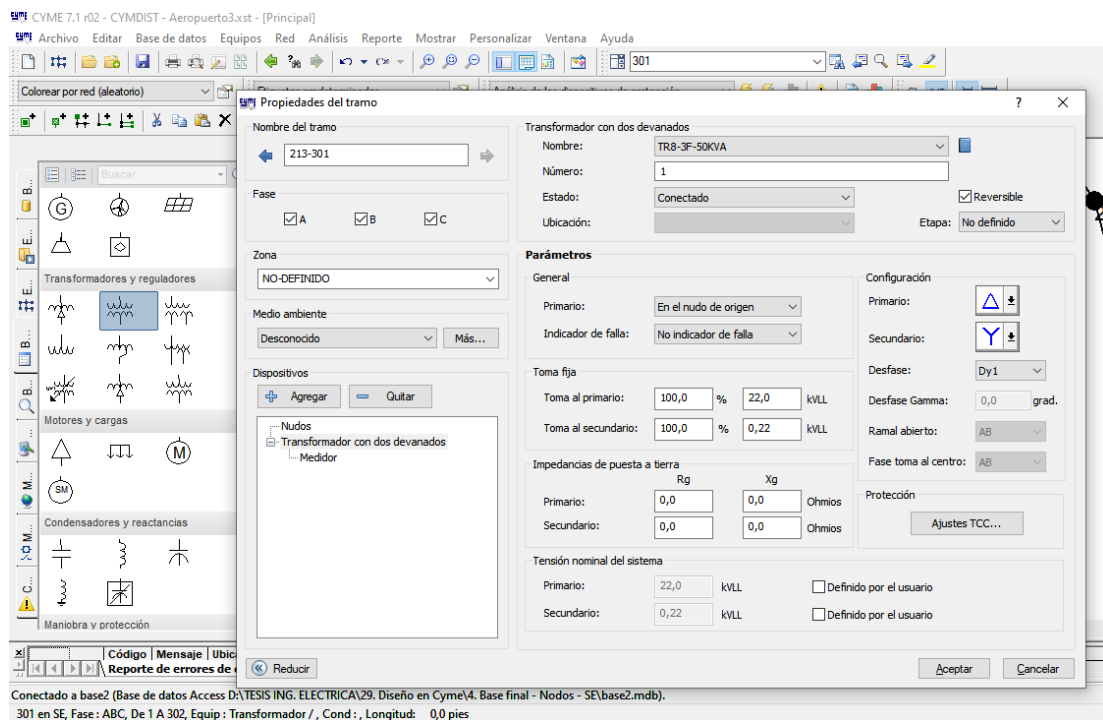 CYME 7.1 r02 - CYMDIST - Aeropuerto3.xst - [Principal]
Archivo Editar Base de datos Equipos Red Análisis Reporte Mostrar Personalizar Ventana Ayuda
301
Colorear por red (aleatorio)
Propiedades del tramo ? X
Nombre del tramo
213-301
Fase
A B C
Zona
NO-DEFINIDO
Medio ambiente
Desconocido Más...
Dispositivos
Agregar Quitar
Nudos
Transformador con dos devanados
Medidor
Reducir
Transformador con dos devanados
Nombre: TR8-3F-50KVA
Número: 1
Estado: Conectado Reversible
Ubicación: Etapa: No definido
Parámetros
General
Primario: En el nudo de origen
Indicador de falla: No indicador de falla
Toma fija
Toma al primario: 100,0 % 22,0 kVLL
Toma al secundario: 100,0 % 0,22 kVLL
Impedancias de puesta a tierra
Rg Xg
Primario: 0,0 0,0 Ohmios
Secundario: 0,0 0,0 Ohmios
Configuración
Primario:
Secundario:
Desfase: Dy1
Desfase Gamma: 0,0 grad.
Ramal abierto: AB
Fase toma al centro: AB
Protección
Ajustes TCC...
Tensión nominal del sistema
Primario: 22,0 kVLL Definido por el usuario
Secundario: 0,22 kVLL Definido por el usuario
Aceptar Cancelar
Buscar
G
Transformadores y reguladores
Motores y cargas
M
SM
Condensadores y reactancias
Maniobra y protección
B...
E...
E...
B...
B...
M...
M...
C...
Código Mensaje Ubic
Reporte de errores de
Conectado a base2 (Base de datos Access D:\TESIS ING. ELECTRICA\29. Diseño en Cyme\4. Base final - Nodos - SE\base2.mdb).
301 en SE, Fase : ABC, De 1 A 302, Equip : Transformador / , Cond : , Longitud: 0,0 pies